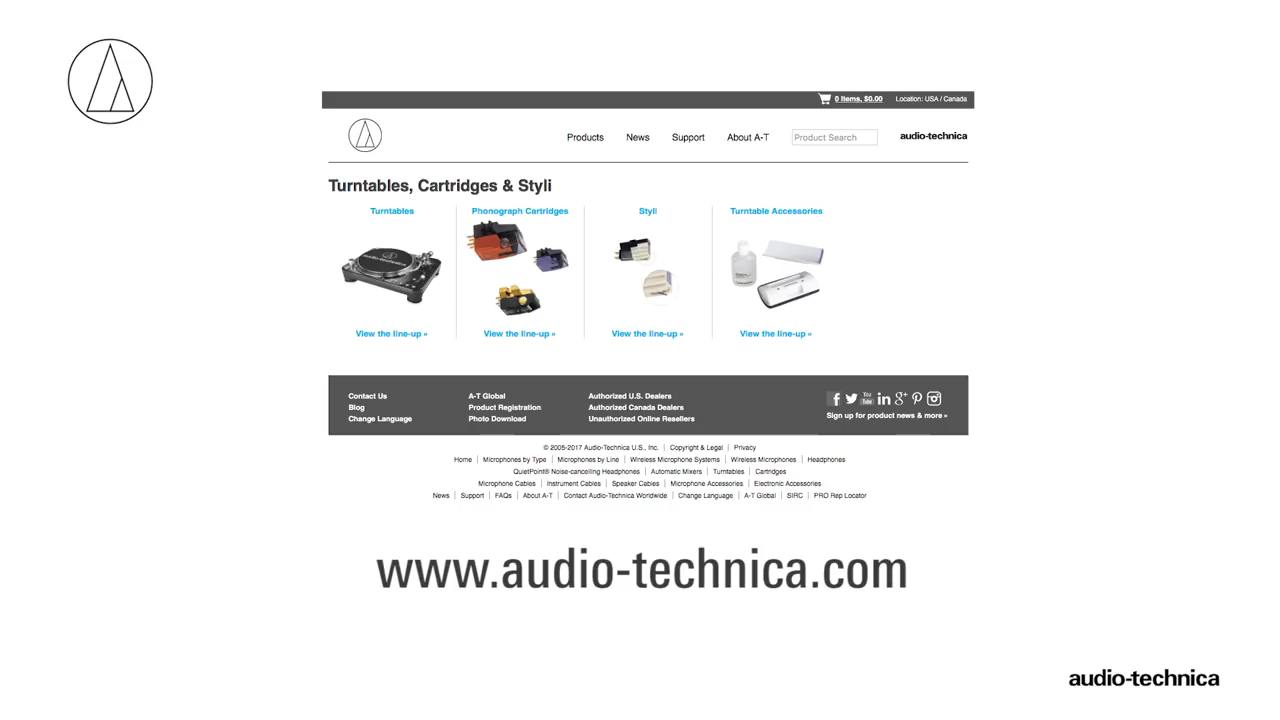 0 items, $0.00 Location: USA / Canada
Products News Support About A-T Product Search audio-technica
Turntables, Cartridges & Styli
Turntables Phonograph Cartridges Styli Turntable Accessories
audio-technica
View the line-up » View the line-up » View the line-up » View the line-up »
Contact Us A-T Global Authorized U.S. Dealers
Blog Product Registration Authorized Canada Dealers
Change Language Photo Download Unauthorized Online Resellers
You Tube in g+
Sign up for product news & more »
© 2005-2017 Audio-Technica U.S., Inc. | Copyright & Legal | Privacy
Home | Microphones by Type | Microphones by Line | Wireless Microphone Systems | Wireless Microphones | Headphones
QuietPoint® Noise-cancelling Headphones | Automatic Mixers | Turntables | Cartridges
Microphone Cables | Instrument Cables | Speaker Cables | Microphone Accessories | Electronic Accessories
News | Support | FAQs | About A-T | Contact Audio-Technica Worldwide | Change Language | A-T Global | SIRC | PRO Rep Locator
www.audio-technica.com
audio-technica